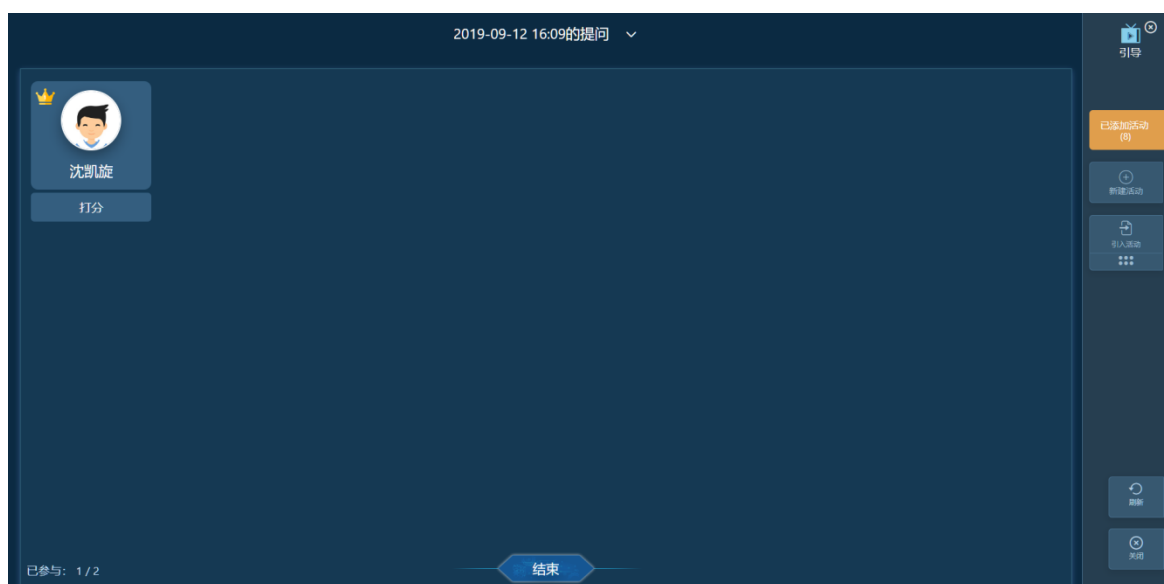 2019-09-12 16:09的提问
引导
沈凯旋
打分
已添加活动
(8)
新建活动
引入活动
刷新
关闭
已参与: 1 / 2
结束